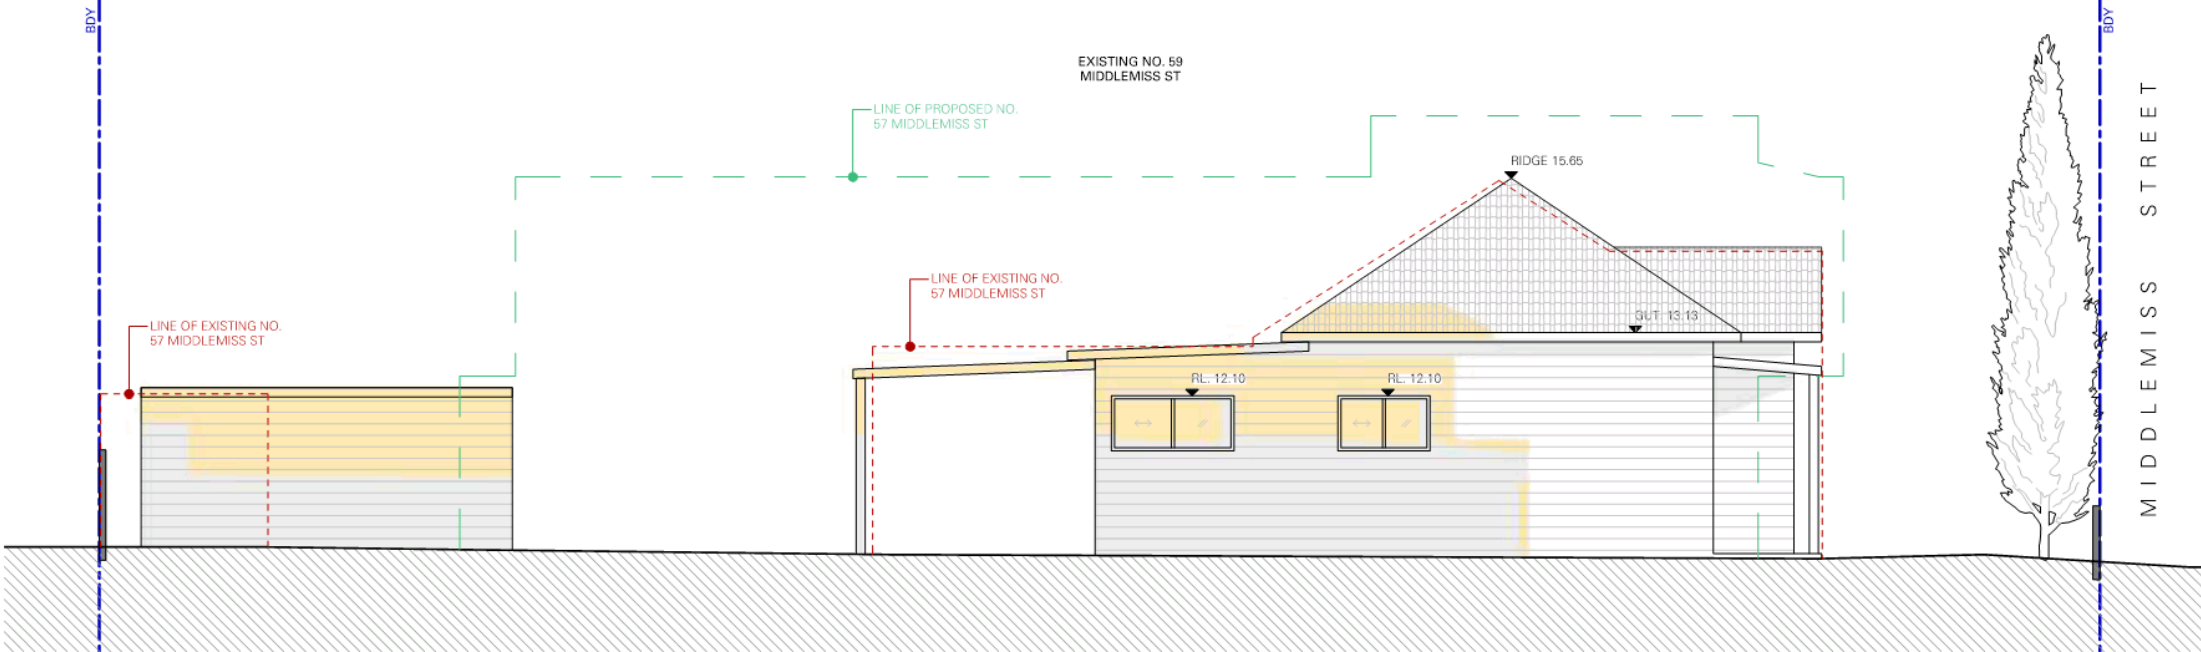 BDY
BDY
EXISTING NO. 59
MIDDLEMISS ST
LINE OF PROPOSED NO.
57 MIDDLEMISS ST
RIDGE 15.65
LINE OF EXISTING NO.
57 MIDDLEMISS ST
GUT 13.13
LINE OF EXISTING NO.
57 MIDDLEMISS ST
RL. 12.10
RL. 12.10
MIDDLEMISS STREET